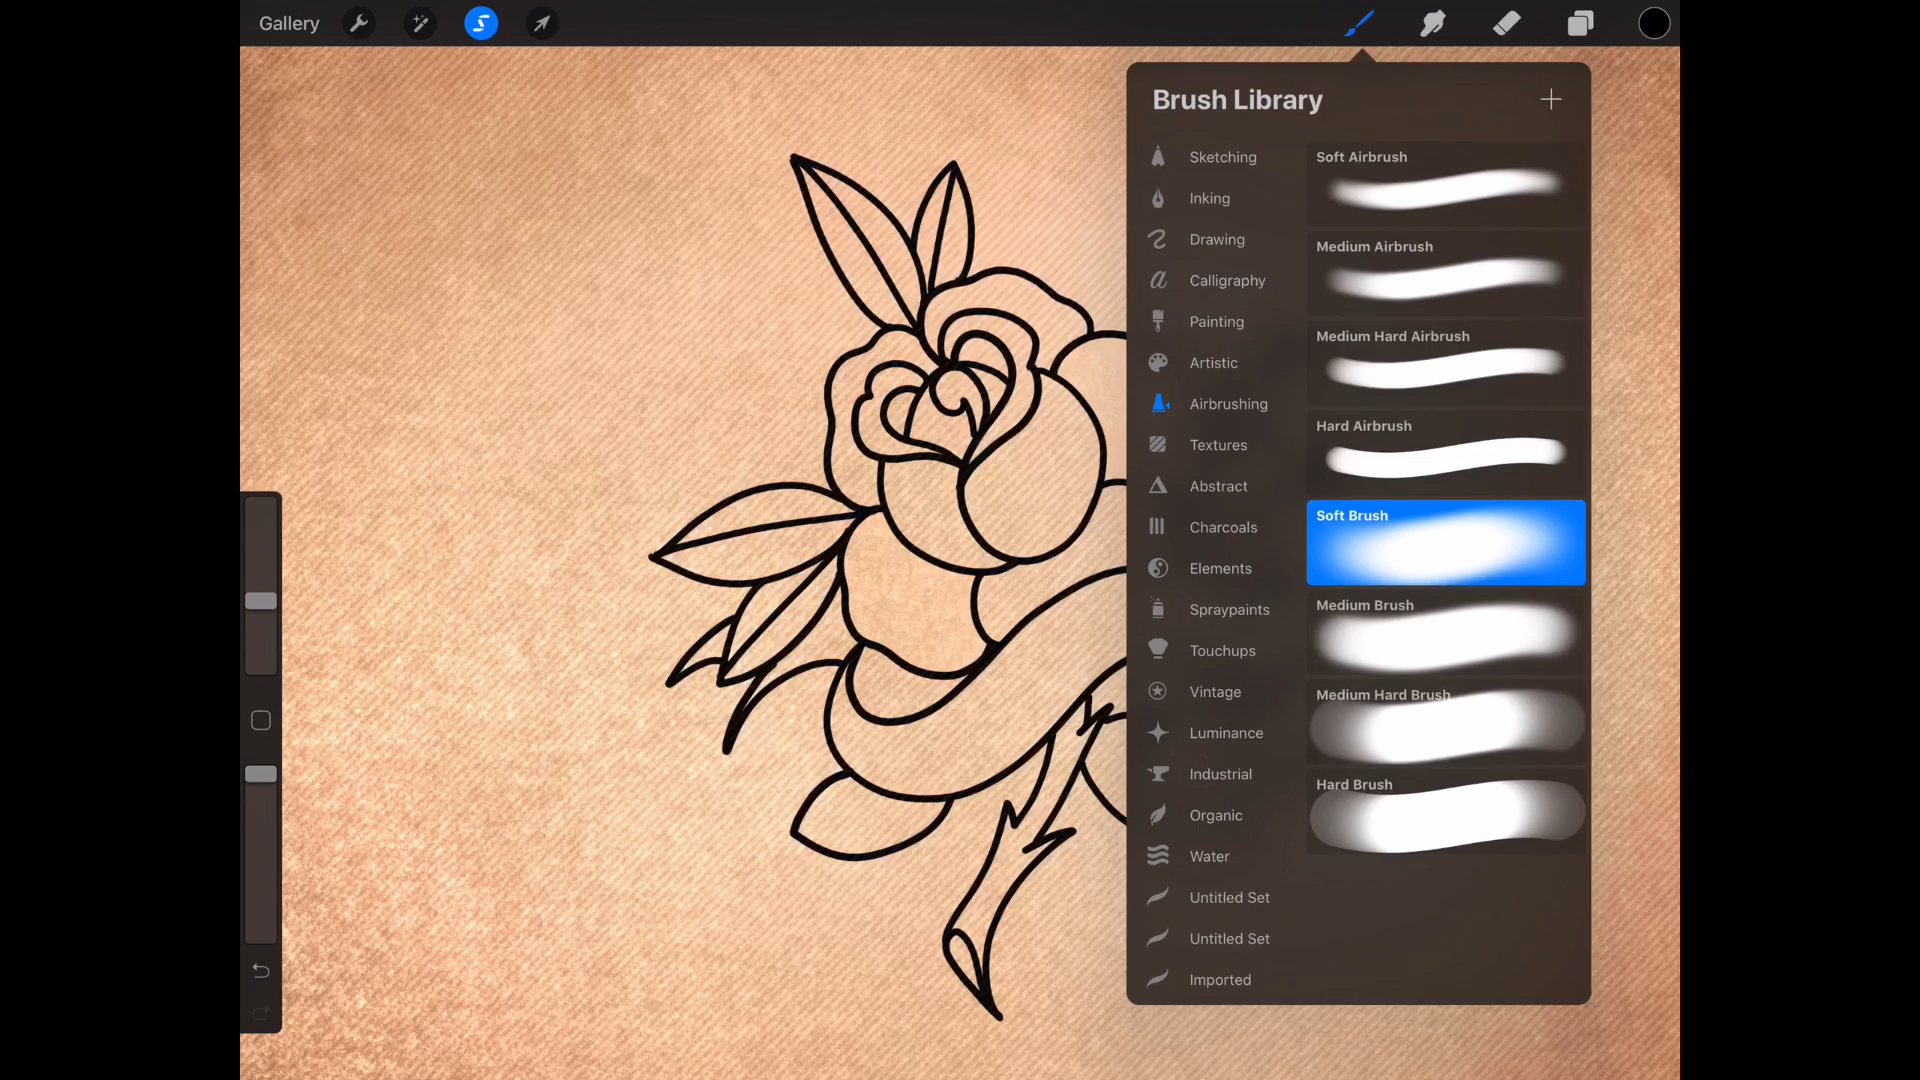 Gallery
Brush Library
Sketching
Inking
Drawing
Calligraphy
Painting
Artistic
Airbrushing
Textures
Abstract
Charcoals
Elements
Spraypaints
Touchups
Vintage
Luminance
Industrial
Organic
Water
Untitled Set
Untitled Set
Imported
Soft Airbrush
Medium Airbrush
Medium Hard Airbrush
Hard Airbrush
Soft Brush
Medium Brush
Medium Hard Brush
Hard Brush